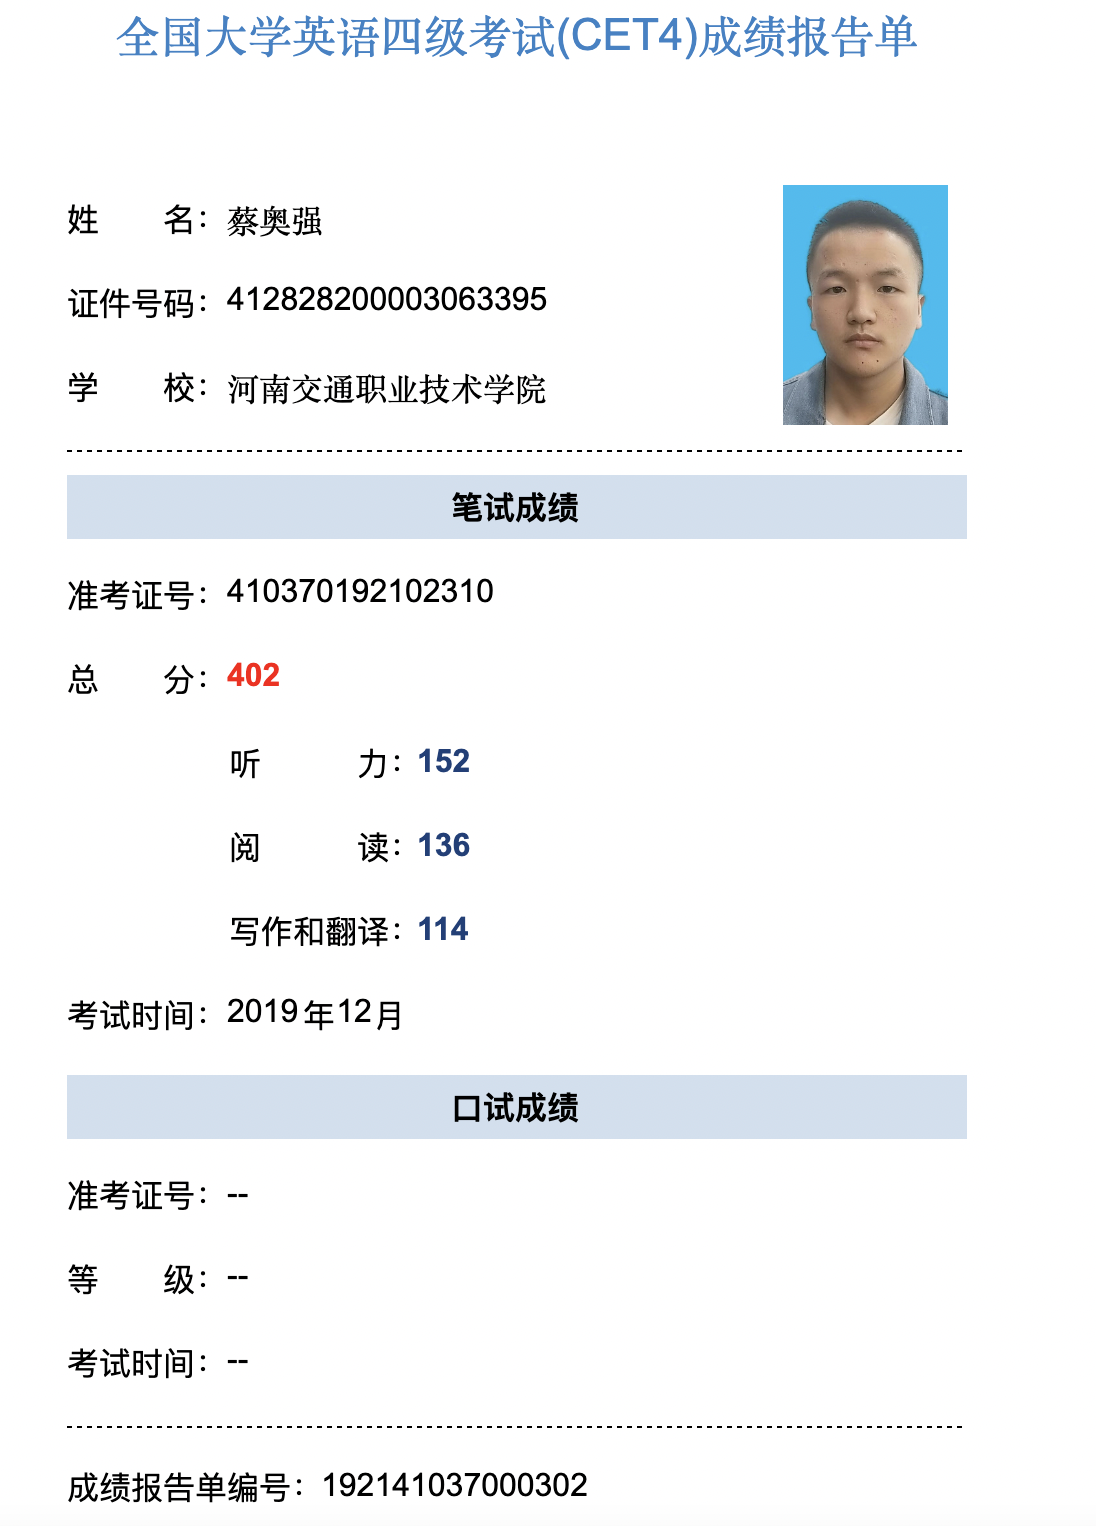 全国大学英语四级考试(CET4)成绩报告单
姓 名：蔡奥强
证件号码：412828200003063395
学 校：河南交通职业技术学院
笔试成绩
准考证号：410370192102310
总 分：402
听 力：152
阅 读：136
写作和翻译：114
考试时间：2019年12月
口试成绩
准考证号：--
等 级：--
考试时间：--
成绩报告单编号：192141037000302